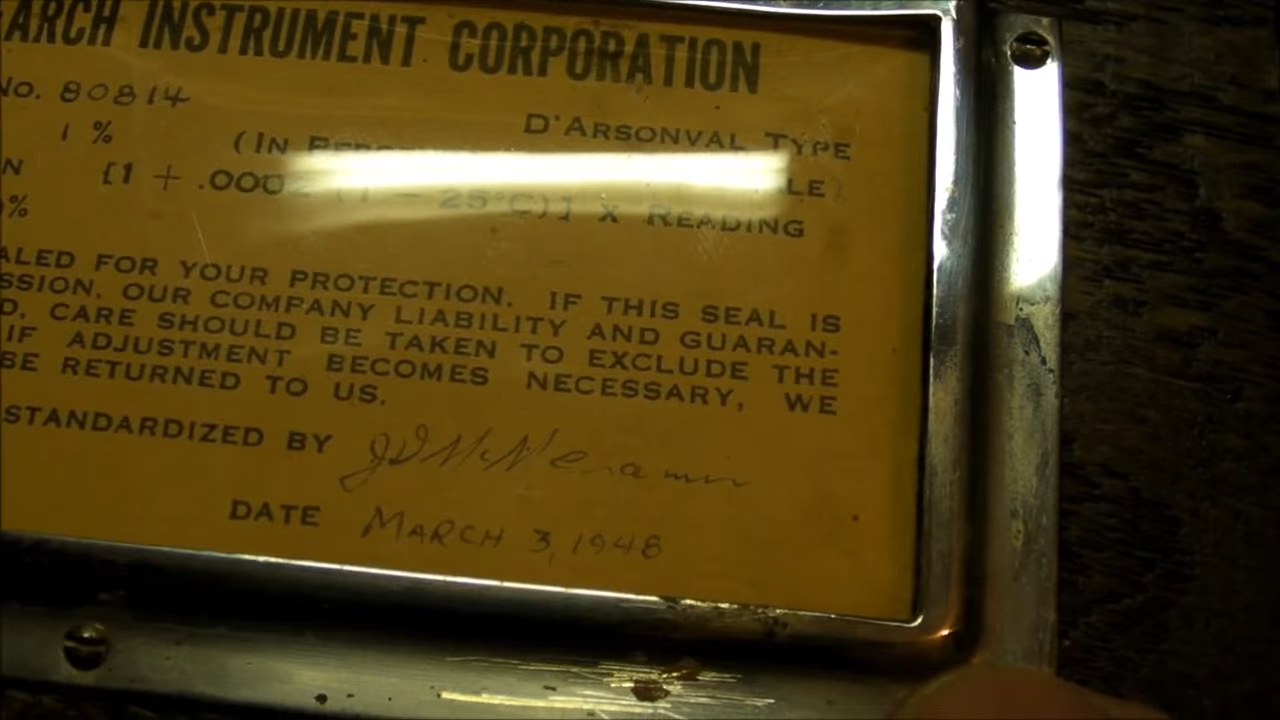 ARCH INSTRUMENT CORPORATION
No. 80814
D'ARSONVAL TYPE
1 % (IN
N [1 + .000 25°C)] X READING
%
ALED FOR YOUR PROTECTION. IF THIS SEAL IS
SSION, OUR COMPANY LIABILITY AND GUARAN-
D. CARE SHOULD BE TAKEN TO EXCLUDE THE
IF ADJUSTMENT BECOMES NECESSARY, WE
BE RETURNED TO US.
STANDARDIZED BY
DATE MARCH 3, 1948